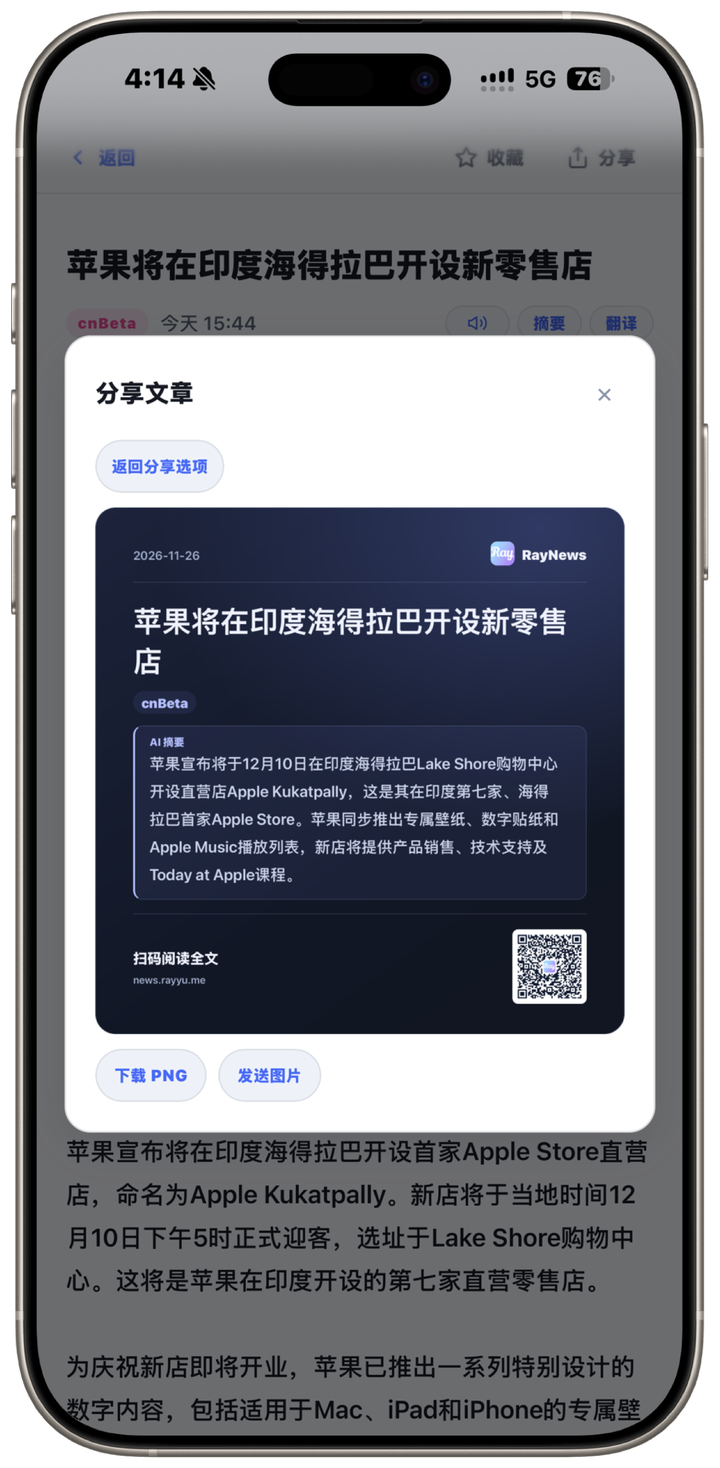 4:14 5G 76
返回 收藏 分享
苹果将在印度海得拉巴开设新零售店
cnBeta 今天 15:44 摘要 翻译
分享文章
返回分享选项
2026-11-26 Ray RayNews
苹果将在印度海得拉巴开设新零售
店
cnBeta
AI 摘要
苹果宣布将于12月10日在印度海得拉巴Lake Shore购物中心
开设直营店Apple Kukatpally，这是其在印度第七家、海得
拉巴首家Apple Store。苹果同步推出专属壁纸、数字贴纸和
Apple Music播放列表，新店将提供产品销售、技术支持及
Today at Apple课程。
扫码阅读全文
news.rayyu.me
下载 PNG 发送图片
苹果宣布将在印度海得拉巴开设首家Apple Store直营
店，命名为Apple Kukatpally。新店将于当地时间12
月10日下午5时正式迎客，选址于Lake Shore购物中
心。这将是苹果在印度开设的第七家直营零售店。
为庆祝新店即将开业，苹果已推出一系列特别设计的
数字内容，包括适用于Mac、iPad和iPhone的专属壁